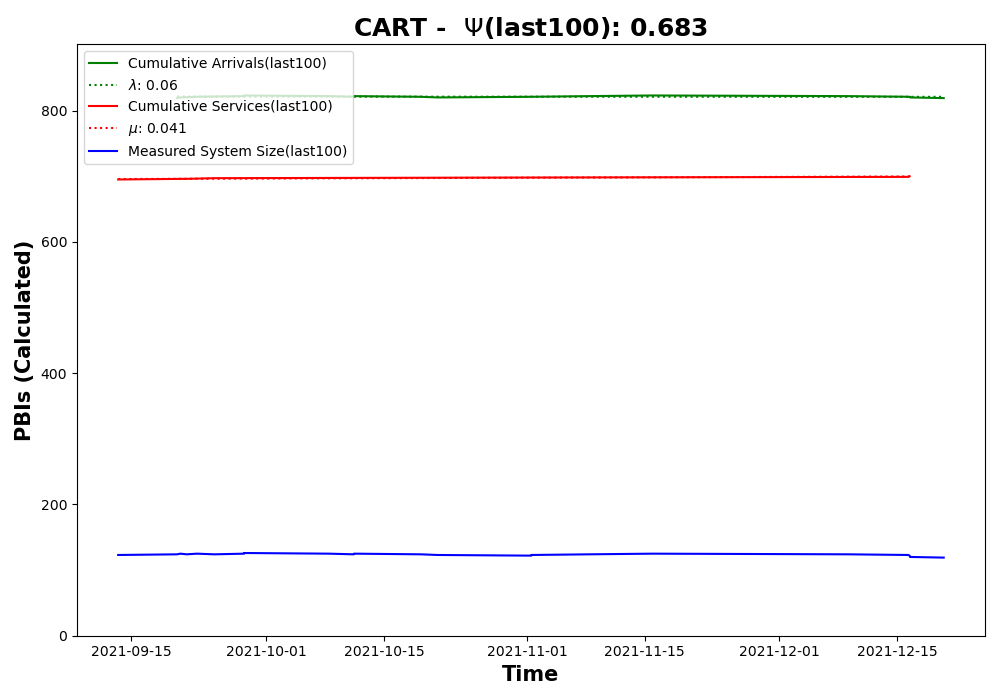 CART -  Ψ(last100): 0.683
Cumulative Arrivals(last100)
λ: 0.06
Cumulative Services(last100)
μ: 0.041
Measured System Size(last100)
PBIs (Calculated)
800
600
400
200
0
2021-09-15 2021-10-01 2021-10-15 2021-11-01 2021-11-15 2021-12-01 2021-12-15
Time